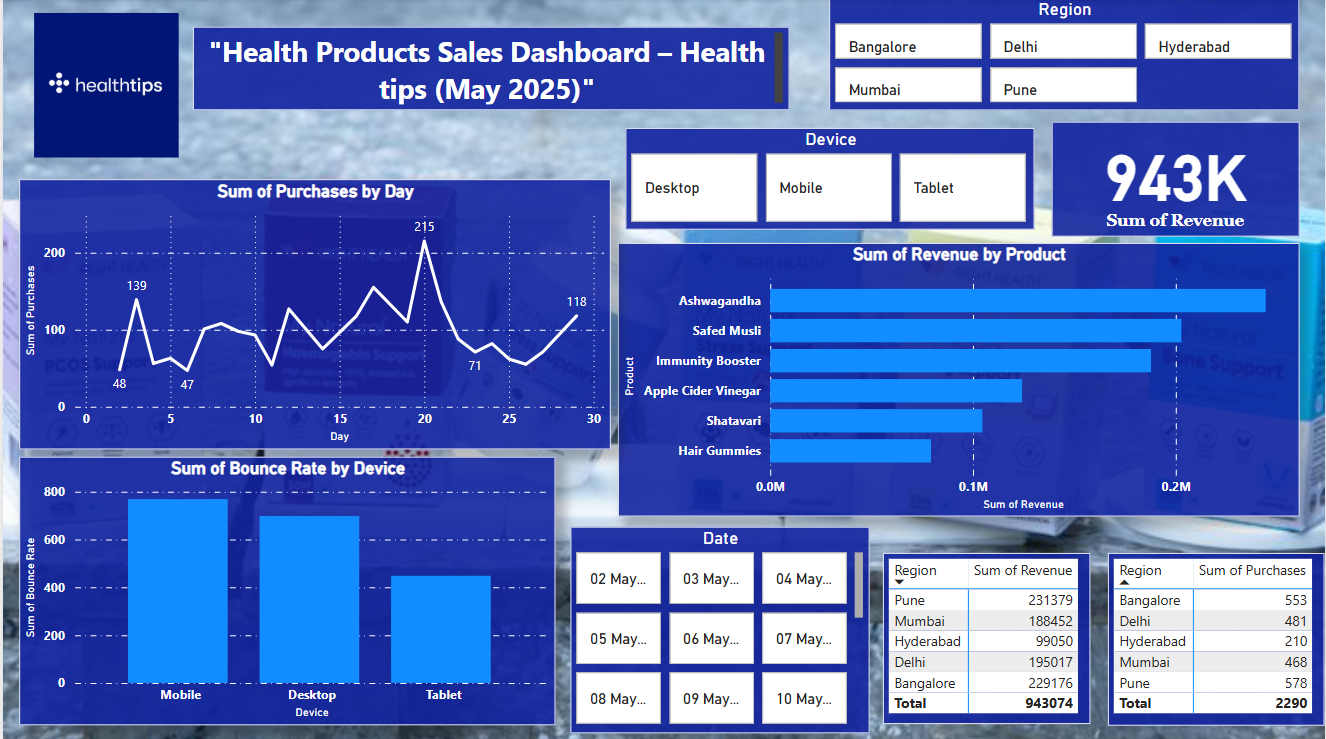 healthtips
"Health Products Sales Dashboard – Health
tips (May 2025)"
Region
Bangalore
Delhi
Hyderabad
Mumbai
Pune
Device
Desktop
Mobile
Tablet
943K
Sum of Revenue
Sum of Purchases by Day
Sum of Purchases
200
100
0
139
48
47
215
71
118
0 5 10 15 20 25 30
Day
Sum of Revenue by Product
Product
Ashwagandha
Safed Musli
Immunity Booster
Apple Cider Vinegar
Shatavari
Hair Gummies
0.0M 0.1M 0.2M
Sum of Revenue
Sum of Bounce Rate by Device
Sum of Bounce Rate
800
600
400
200
0
Mobile Desktop Tablet
Device
Date
02 May... 03 May... 04 May...
05 May... 06 May... 07 May...
08 May... 09 May... 10 May...
Region Sum of Revenue
Pune 231379
Mumbai 188452
Hyderabad 99050
Delhi 195017
Bangalore 229176
Total 943074
Region Sum of Purchases
Bangalore 553
Delhi 481
Hyderabad 210
Mumbai 468
Pune 578
Total 2290